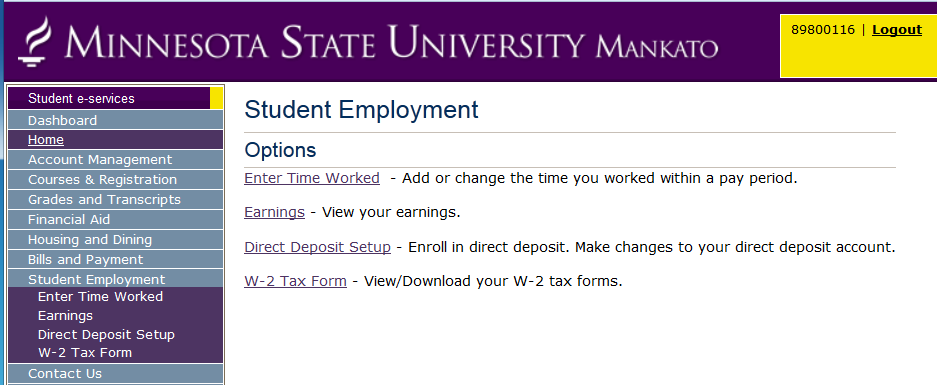 MINNESOTA STATE UNIVERSITY MANKATO
89800116 | Logout
Student e-services
Dashboard
Home
Account Management
Courses & Registration
Grades and Transcripts
Financial Aid
Housing and Dining
Bills and Payment
Student Employment
Enter Time Worked
Earnings
Direct Deposit Setup
W-2 Tax Form
Contact Us
Student Employment
Options
Enter Time Worked - Add or change the time you worked within a pay period.
Earnings - View your earnings.
Direct Deposit Setup - Enroll in direct deposit. Make changes to your direct deposit account.
W-2 Tax Form - View/Download your W-2 tax forms.